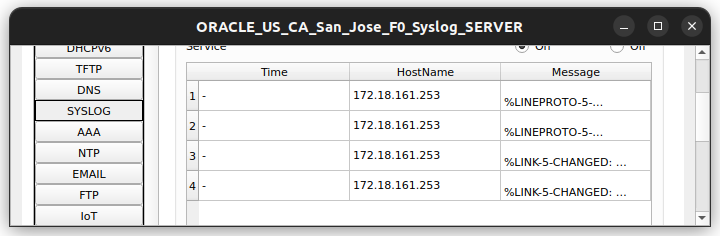 ORACLE_US_CA_San_Jose_F0_Syslog_SERVER
DHCPv6
TFTP
DNS
SYSLOG
AAA
NTP
EMAIL
FTP
IoT
Service On Off
Time HostName Message
1 - 172.18.161.253 %LINEPROTO-5-...
2 - 172.18.161.253 %LINEPROTO-5-...
3 - 172.18.161.253 %LINK-5-CHANGED: ...
4 - 172.18.161.253 %LINK-5-CHANGED: ...